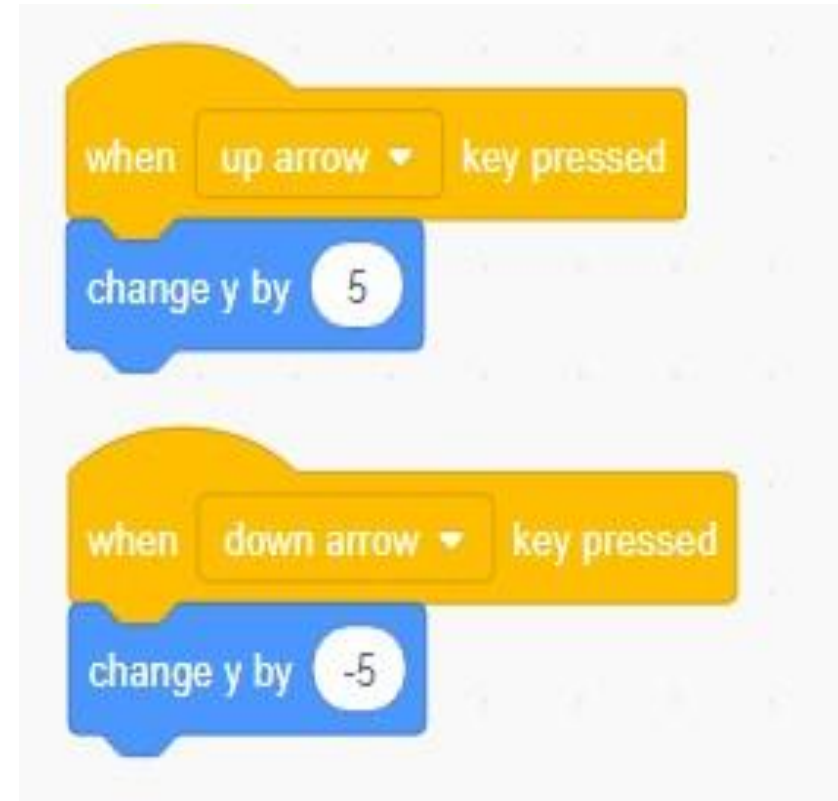 when up arrow key pressed
change y by 5
when down arrow key pressed
change y by -5